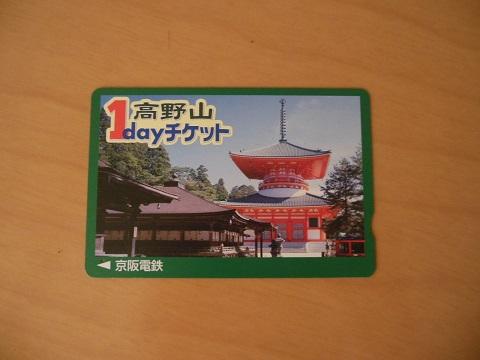 高野山
1dayチケット
◀ 京阪電鉄